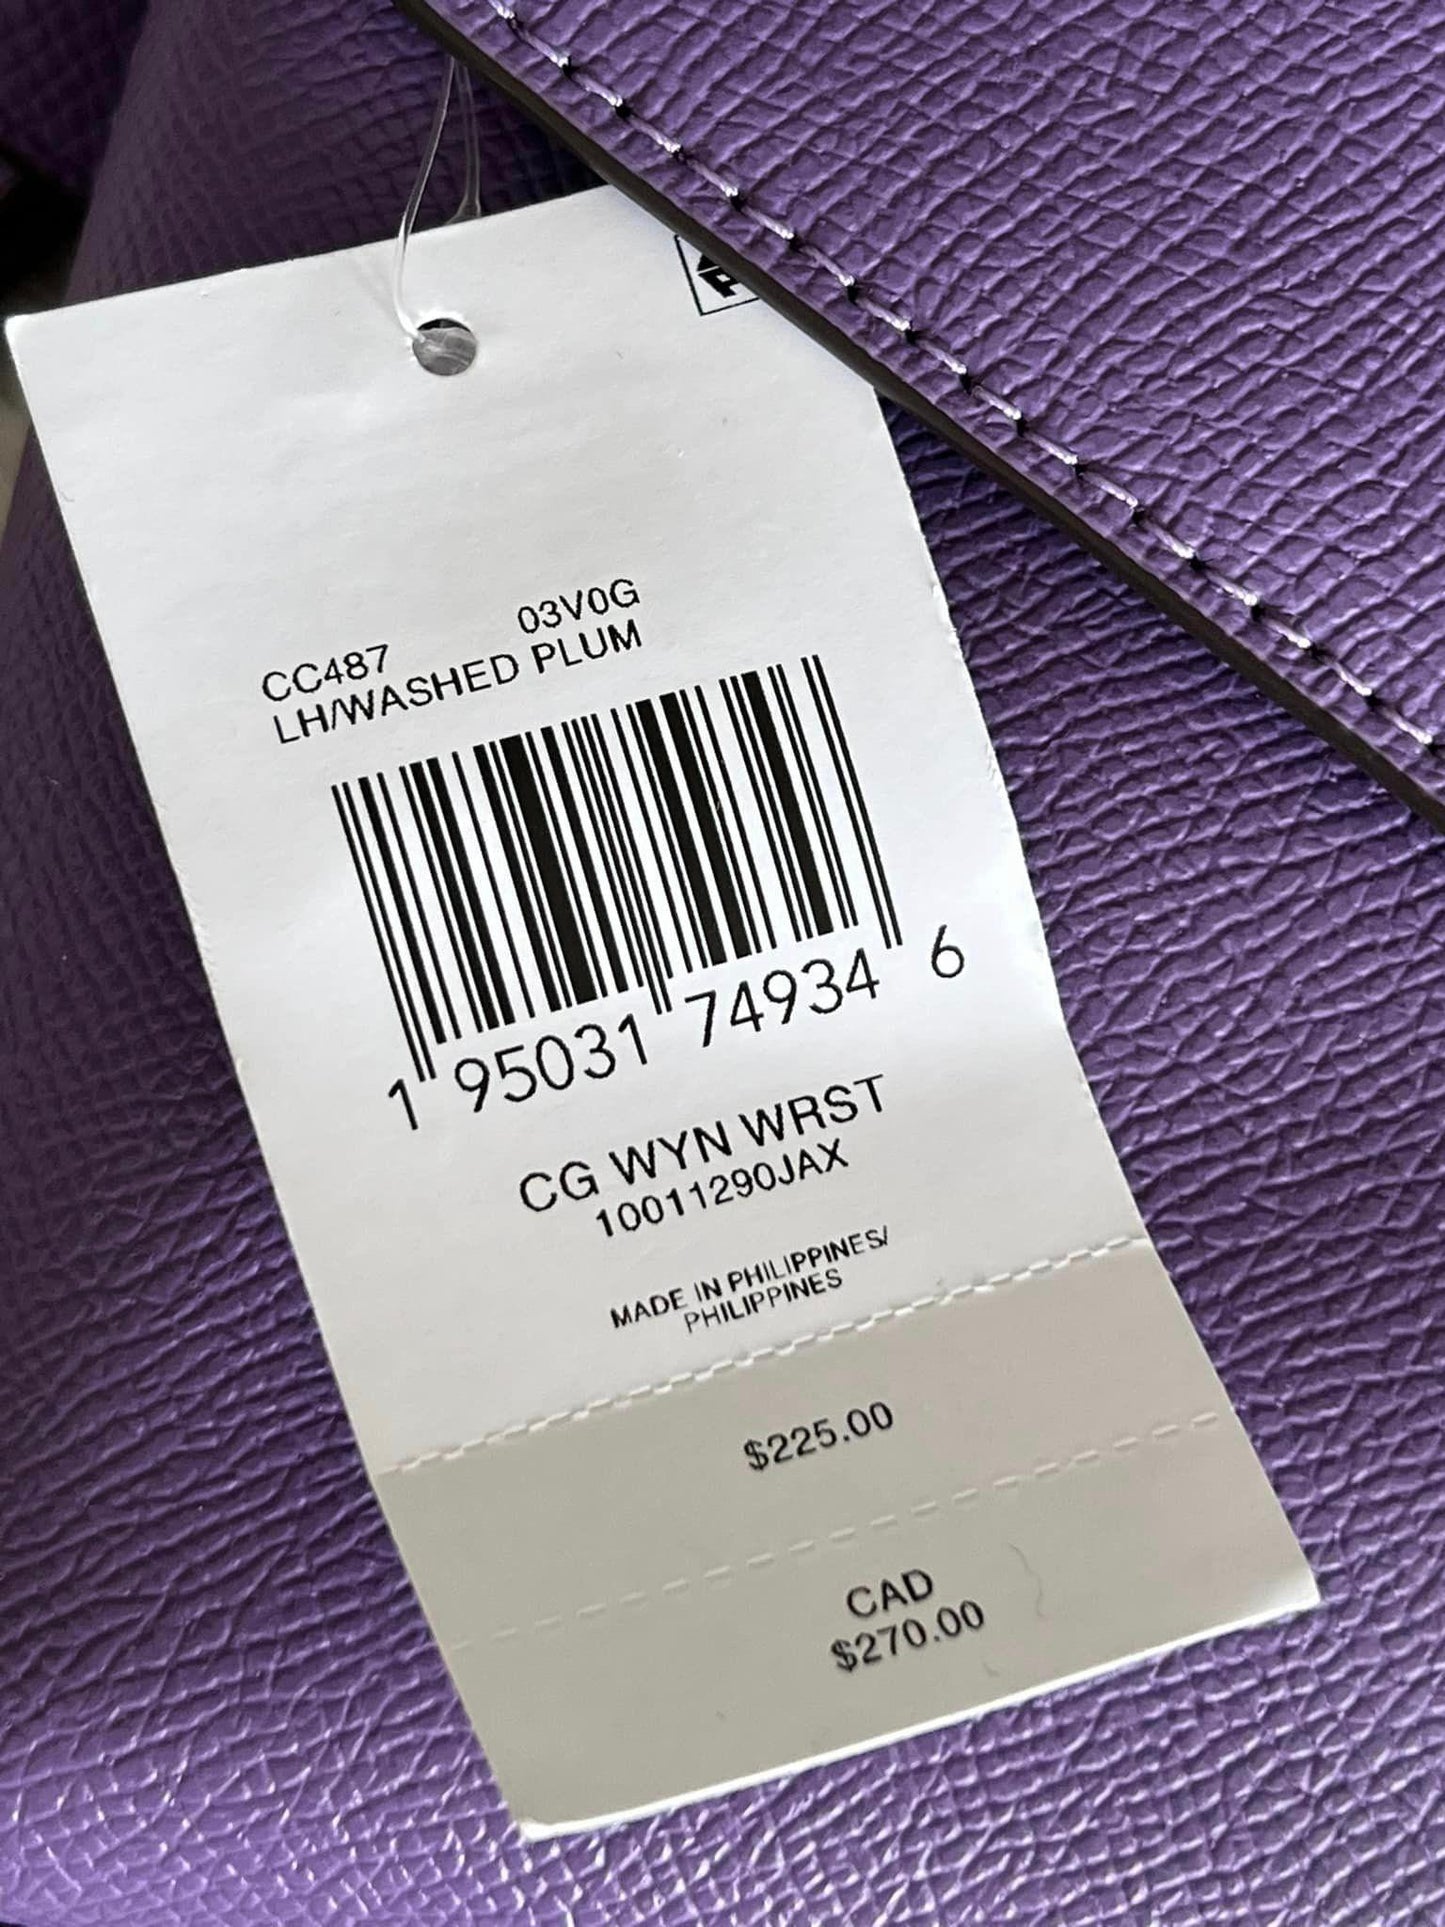 CC487 03V0G
LH/WASHED PLUM
1 95031 74934 6
CG WYN WRST
10011290JAX
MADE IN PHILIPPINES/
PHILIPPINES
$225.00
CAD
$270.00